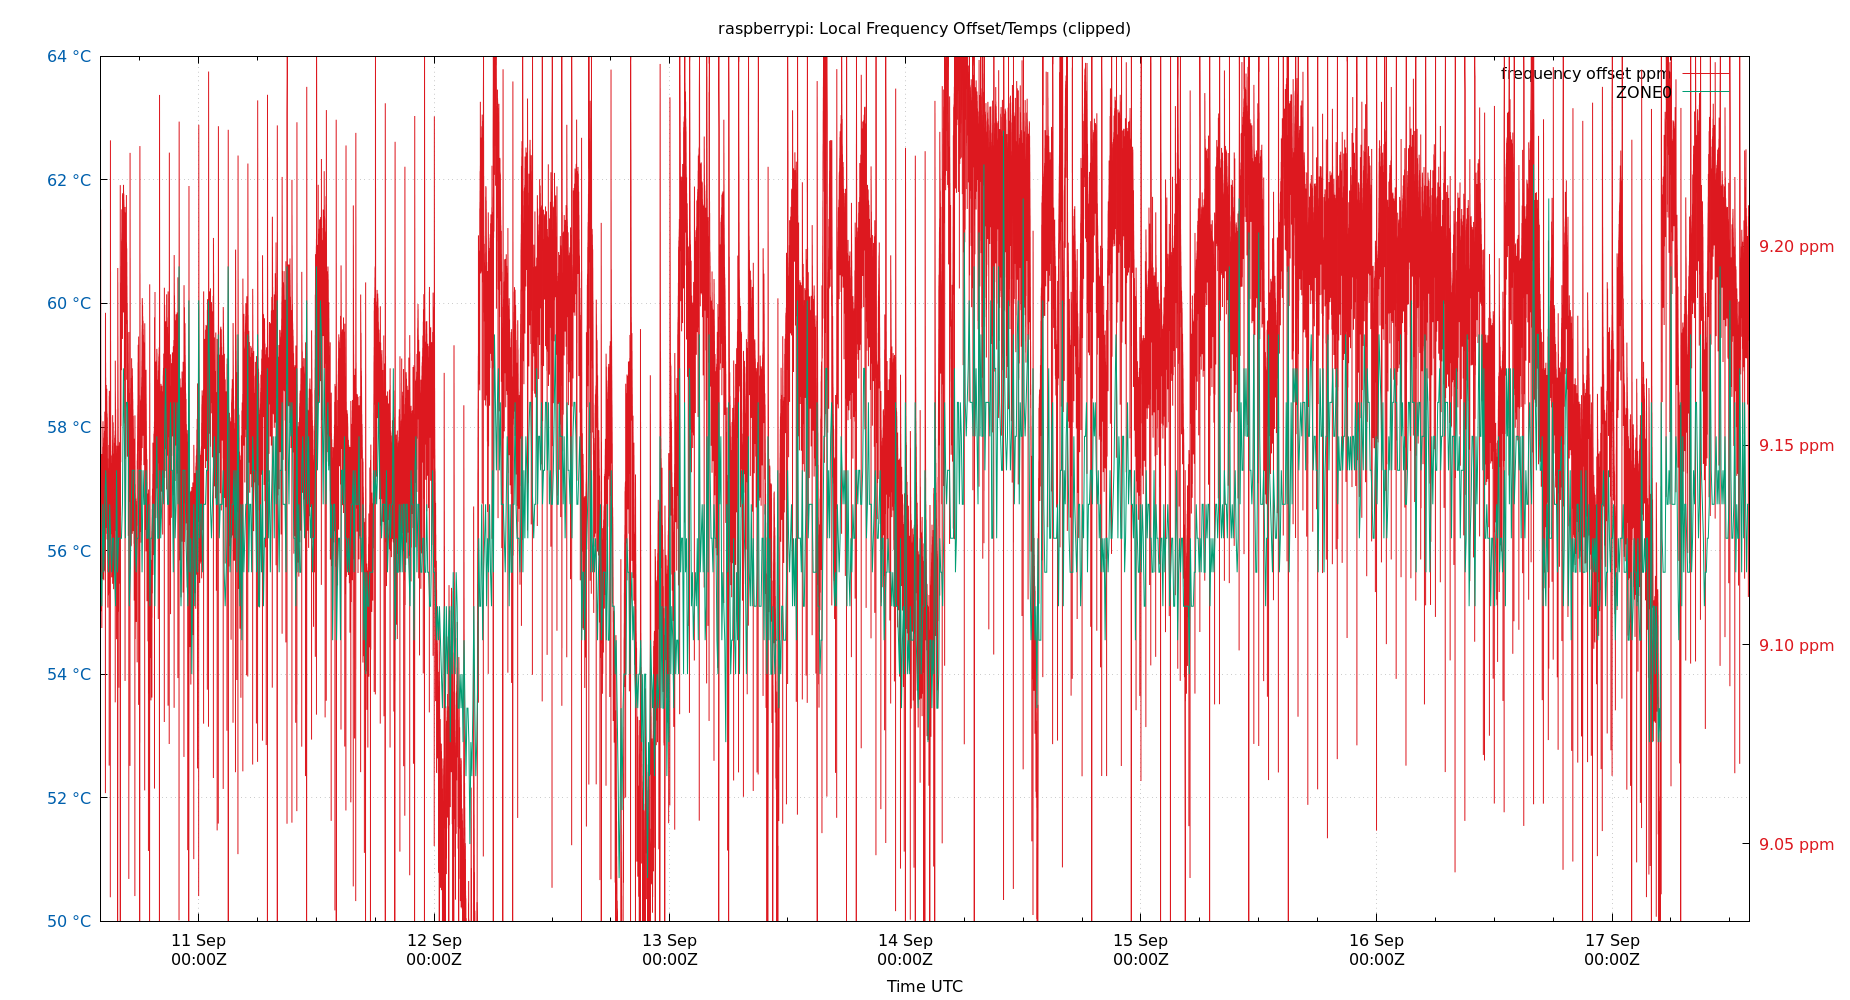 raspberrypi: Local Frequency Offset/Temps (clipped)
64 °C
62 °C
60 °C
58 °C
56 °C
54 °C
52 °C
50 °C
frequency offset ppm
ZONE0
9.20 ppm
9.15 ppm
9.10 ppm
9.05 ppm
11 Sep
00:00Z
12 Sep
00:00Z
13 Sep
00:00Z
14 Sep
00:00Z
15 Sep
00:00Z
16 Sep
00:00Z
17 Sep
00:00Z
Time UTC